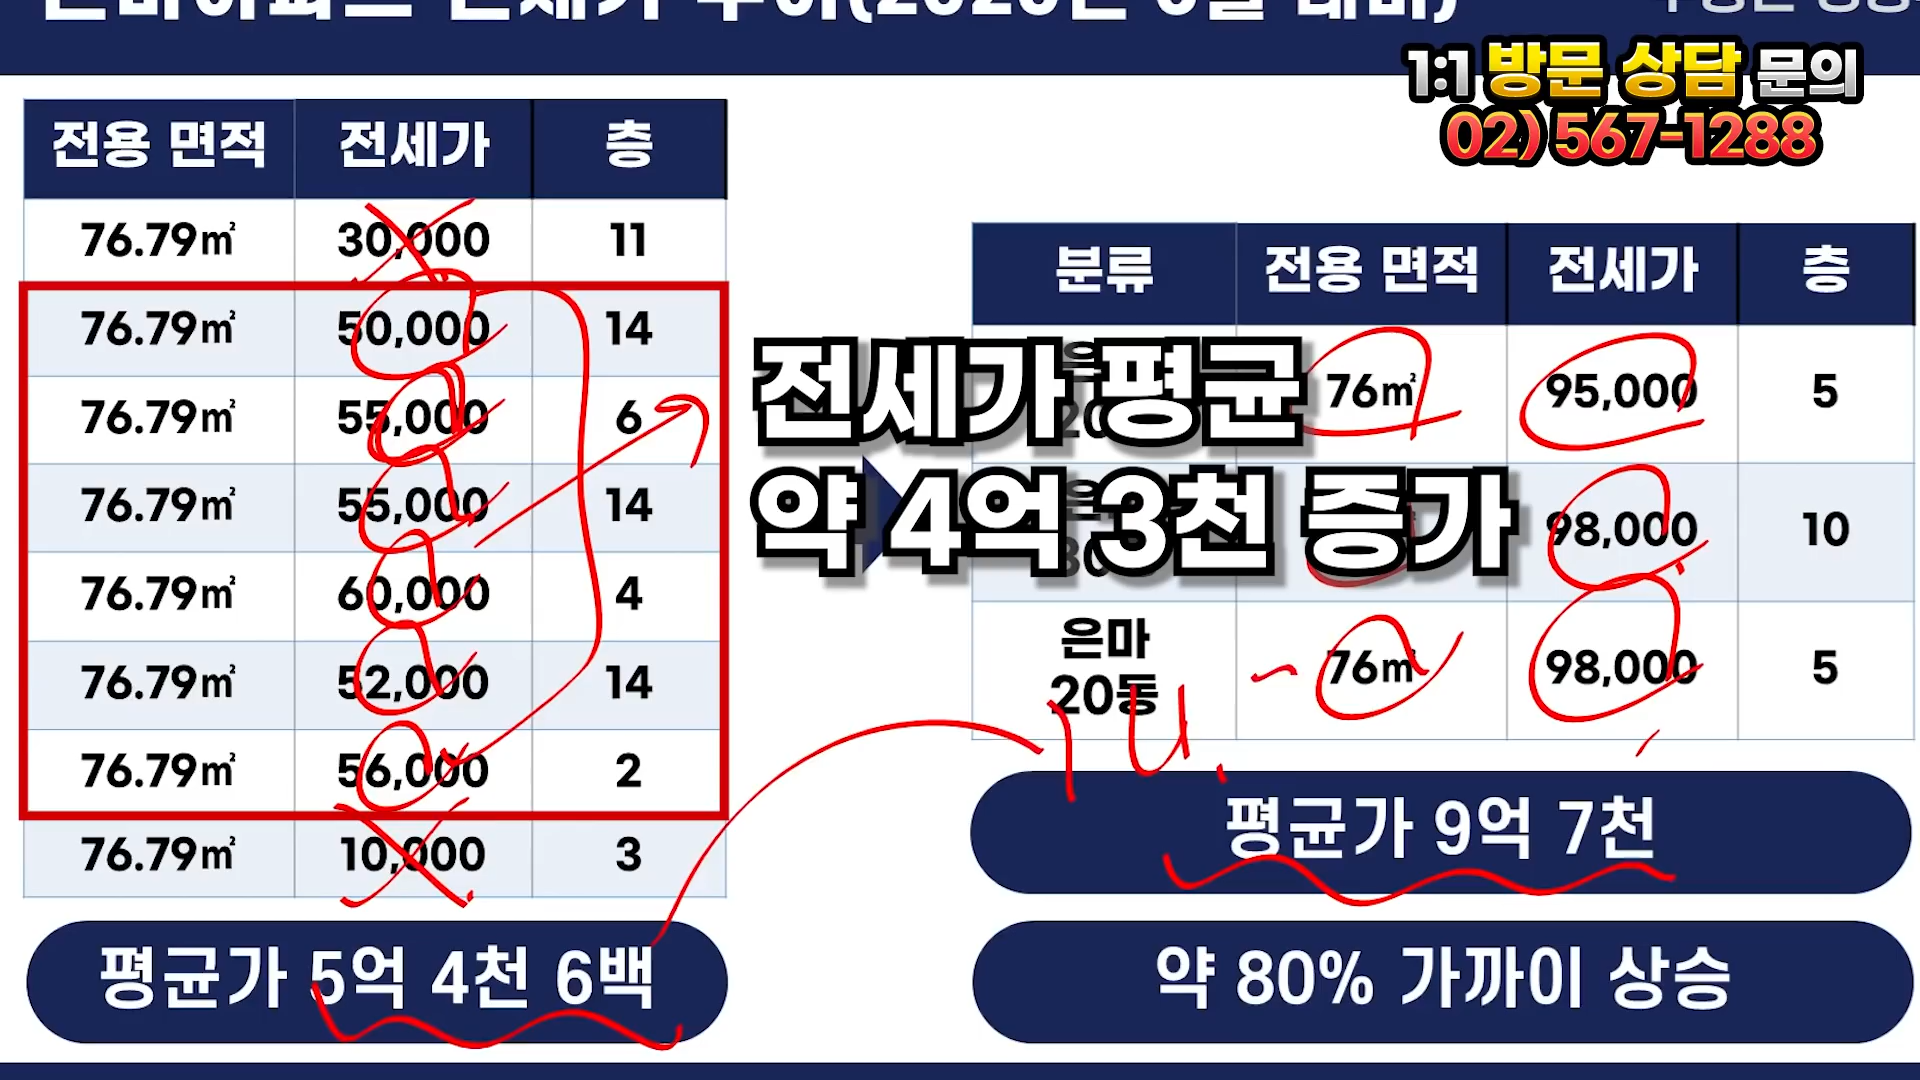 1:1 방문 상담 문의
02) 567-1288
전용 면적 전세가 층
76.79㎡ 30,000 11
76.79㎡ 50,000 14
76.79㎡ 55,000 6
76.79㎡ 55,000 14
76.79㎡ 60,000 4
76.79㎡ 52,000 14
76.79㎡ 56,000 2
76.79㎡ 10,000 3
평균가 5억 4천 6백
전세가 평균
약 4억 3천 증가
분류 전용 면적 전세가 층
76㎡ 95,000 5
98,000 10
은마
20동 76㎡ 98,000 5
평균가 9억 7천
약 80% 가까이 상승